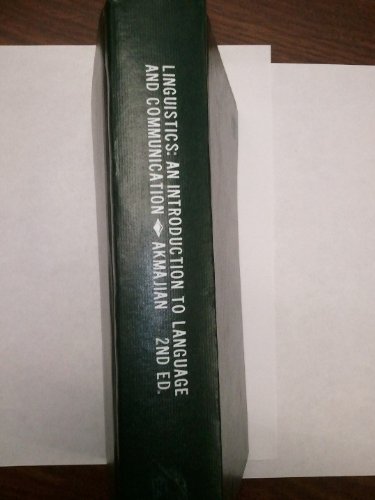 LINGUISTICS: AN INTRODUCTION TO LANGUAGE
AND COMMUNICATION ◆ AKMAJIAN 2ND ED.